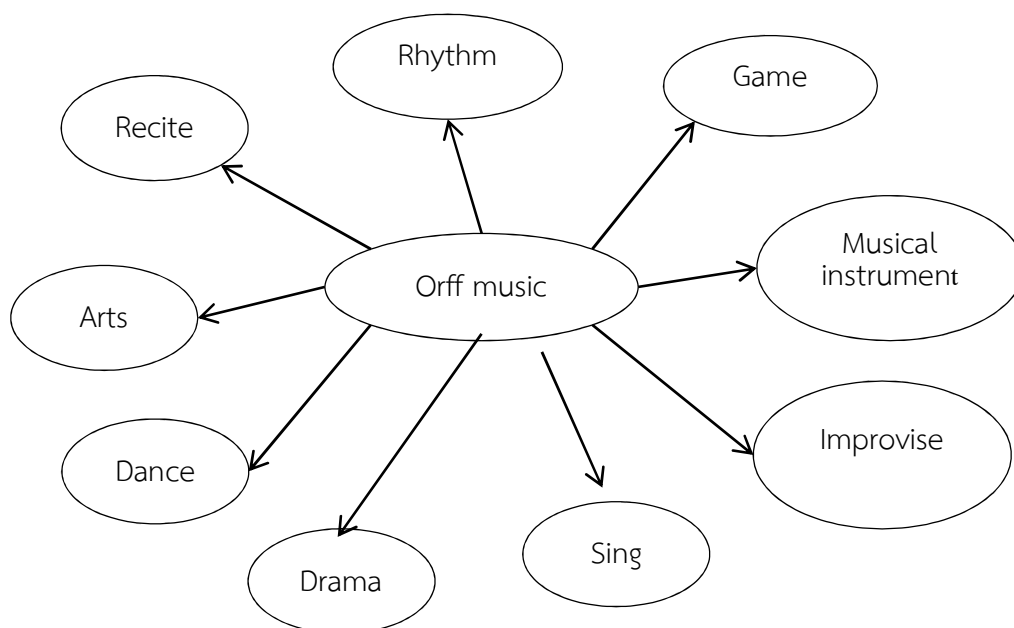 Rhythm
Game
Recite
Musical
instrument
Orff music
Arts
Improvise
Dance
Sing
Drama